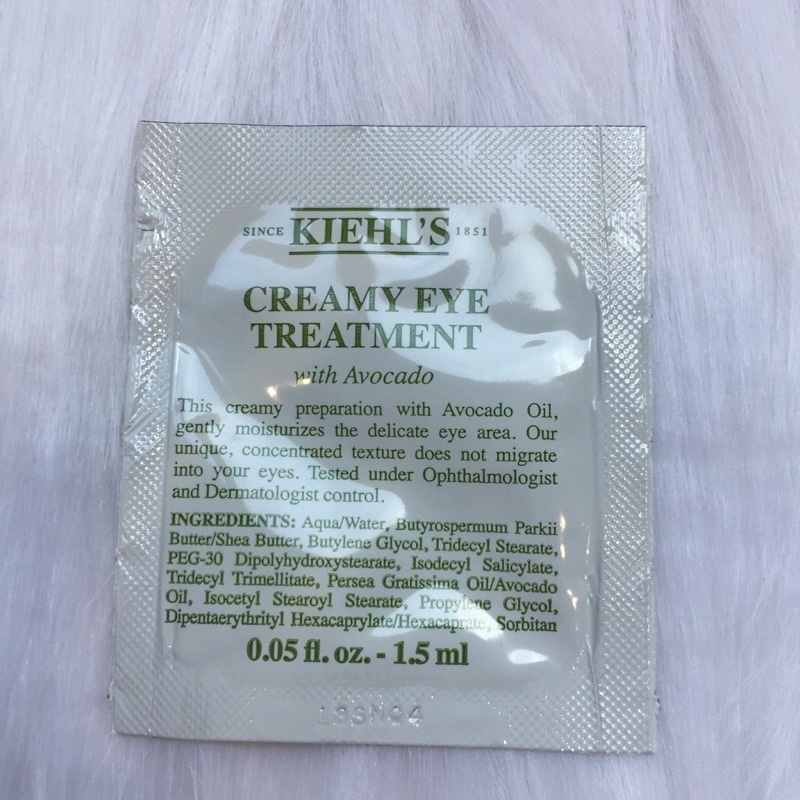 SINCE KIEHL'S 1851
CREAMY EYE
TREATMENT
with Avocado
This creamy preparation with Avocado Oil,
gently moisturizes the delicate eye area. Our
unique, concentrated texture does not migrate
into your eyes. Tested under Ophthalmologist
and Dermatologist control.
INGREDIENTS: Aqua/Water, Butyrospermum Parkii
Butter/Shea Butter, Butylene Glycol, Tridecyl Stearate,
PEG-30 Dipolyhydroxystearate, Isodecyl Salicylate,
Tridecyl Trimellitate, Persea Gratissima Oil/Avocado
Oil, Isocetyl Stearoyl Stearate, Propylene Glycol,
Dipentaerythrityl Hexacaprylate/Hexacaprate, Sorbitan
0.05 fl. oz. - 1.5 ml